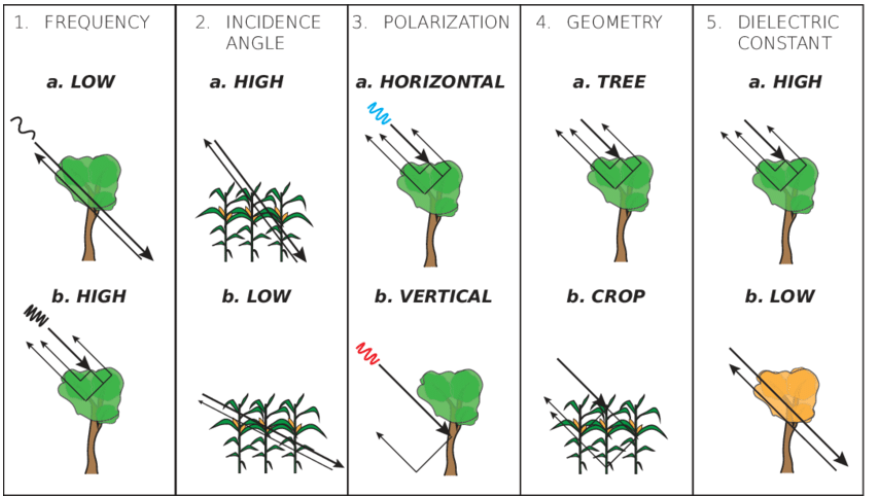 1. FREQUENCY
a. LOW
b. HIGH
2. INCIDENCE
ANGLE
a. HIGH
b. LOW
3. POLARIZATION
a. HORIZONTAL
b. VERTICAL
4. GEOMETRY
a. TREE
b. CROP
5. DIELECTRIC
CONSTANT
a. HIGH
b. LOW